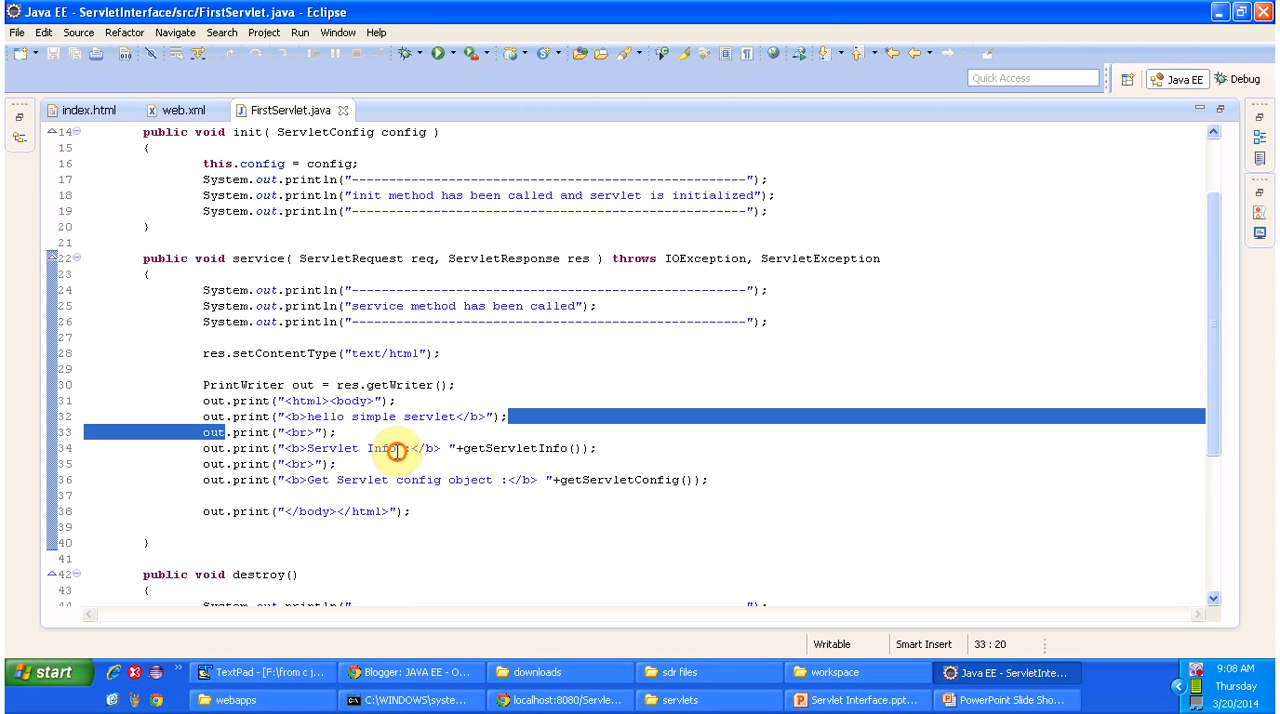 Java EE - ServletInterface/src/FirstServlet.java - Eclipse
File Edit Source Refactor Navigate Search Project Run Window Help
Quick Access
Java EE
Debug
index.html
web.xml
FirstServlet.java
14 public void init( ServletConfig config )
15 {
16 this.config = config;
17 System.out.println("-----------------------------------------------------");
18 System.out.println("init method has been called and servlet is initialized");
19 System.out.println("-----------------------------------------------------");
20 }
21
22 public void service( ServletRequest req, ServletResponse res ) throws IOException, ServletException
23 {
24 System.out.println("-----------------------------------------------------");
25 System.out.println("service method has been called");
26 System.out.println("-----------------------------------------------------");
27
28 res.setContentType("text/html");
29
30 PrintWriter out = res.getWriter();
31 out.print("<html><body>");
32 out.print("<b>hello simple servlet</b>");
33 out.print("<br>");
34 out.print("<b>Servlet Info :</b> "+getServletInfo());
35 out.print("<br>");
36 out.print("<b>Get Servlet config object :</b> "+getServletConfig());
37
38 out.print("</body></html>");
39
40 }
41
42 public void destroy()
43 {
44 System.out.println("-----------------------------------------------------");
Writable
Smart Insert
33 : 20
start
TextPad - [F:\from c j...
Blogger: JAVA EE - O...
downloads
sdr files
workspace
Java EE - ServletInte...
9:08 AM
Thursday
3/20/2014
webapps
C:\WINDOWS\system...
localhost:8080/Servle...
servlets
Servlet Interface.ppt...
PowerPoint Slide Sho...